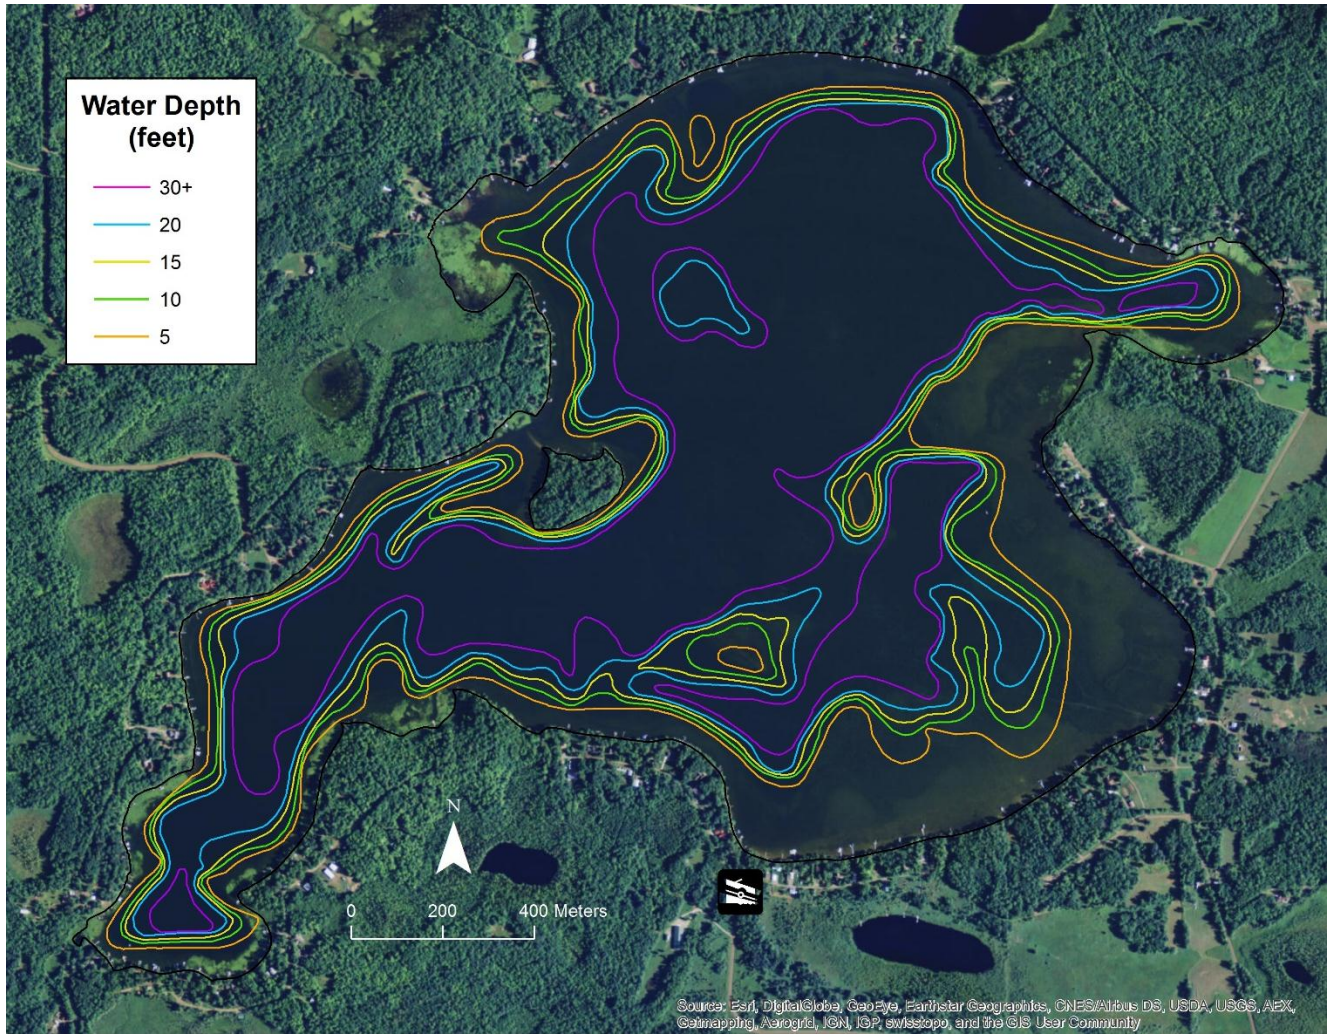 Water Depth
(feet)
30+
20
15
10
5
N
0 200 400 Meters
Source: Esri, DigitalGlobe, GeoEye, Earthstar Geographics, CNES/Airbus DS, USDA, USGS, AEX,
Getmapping, Aerogrid, IGN, IGP, swisstopo, and the GIS User Community